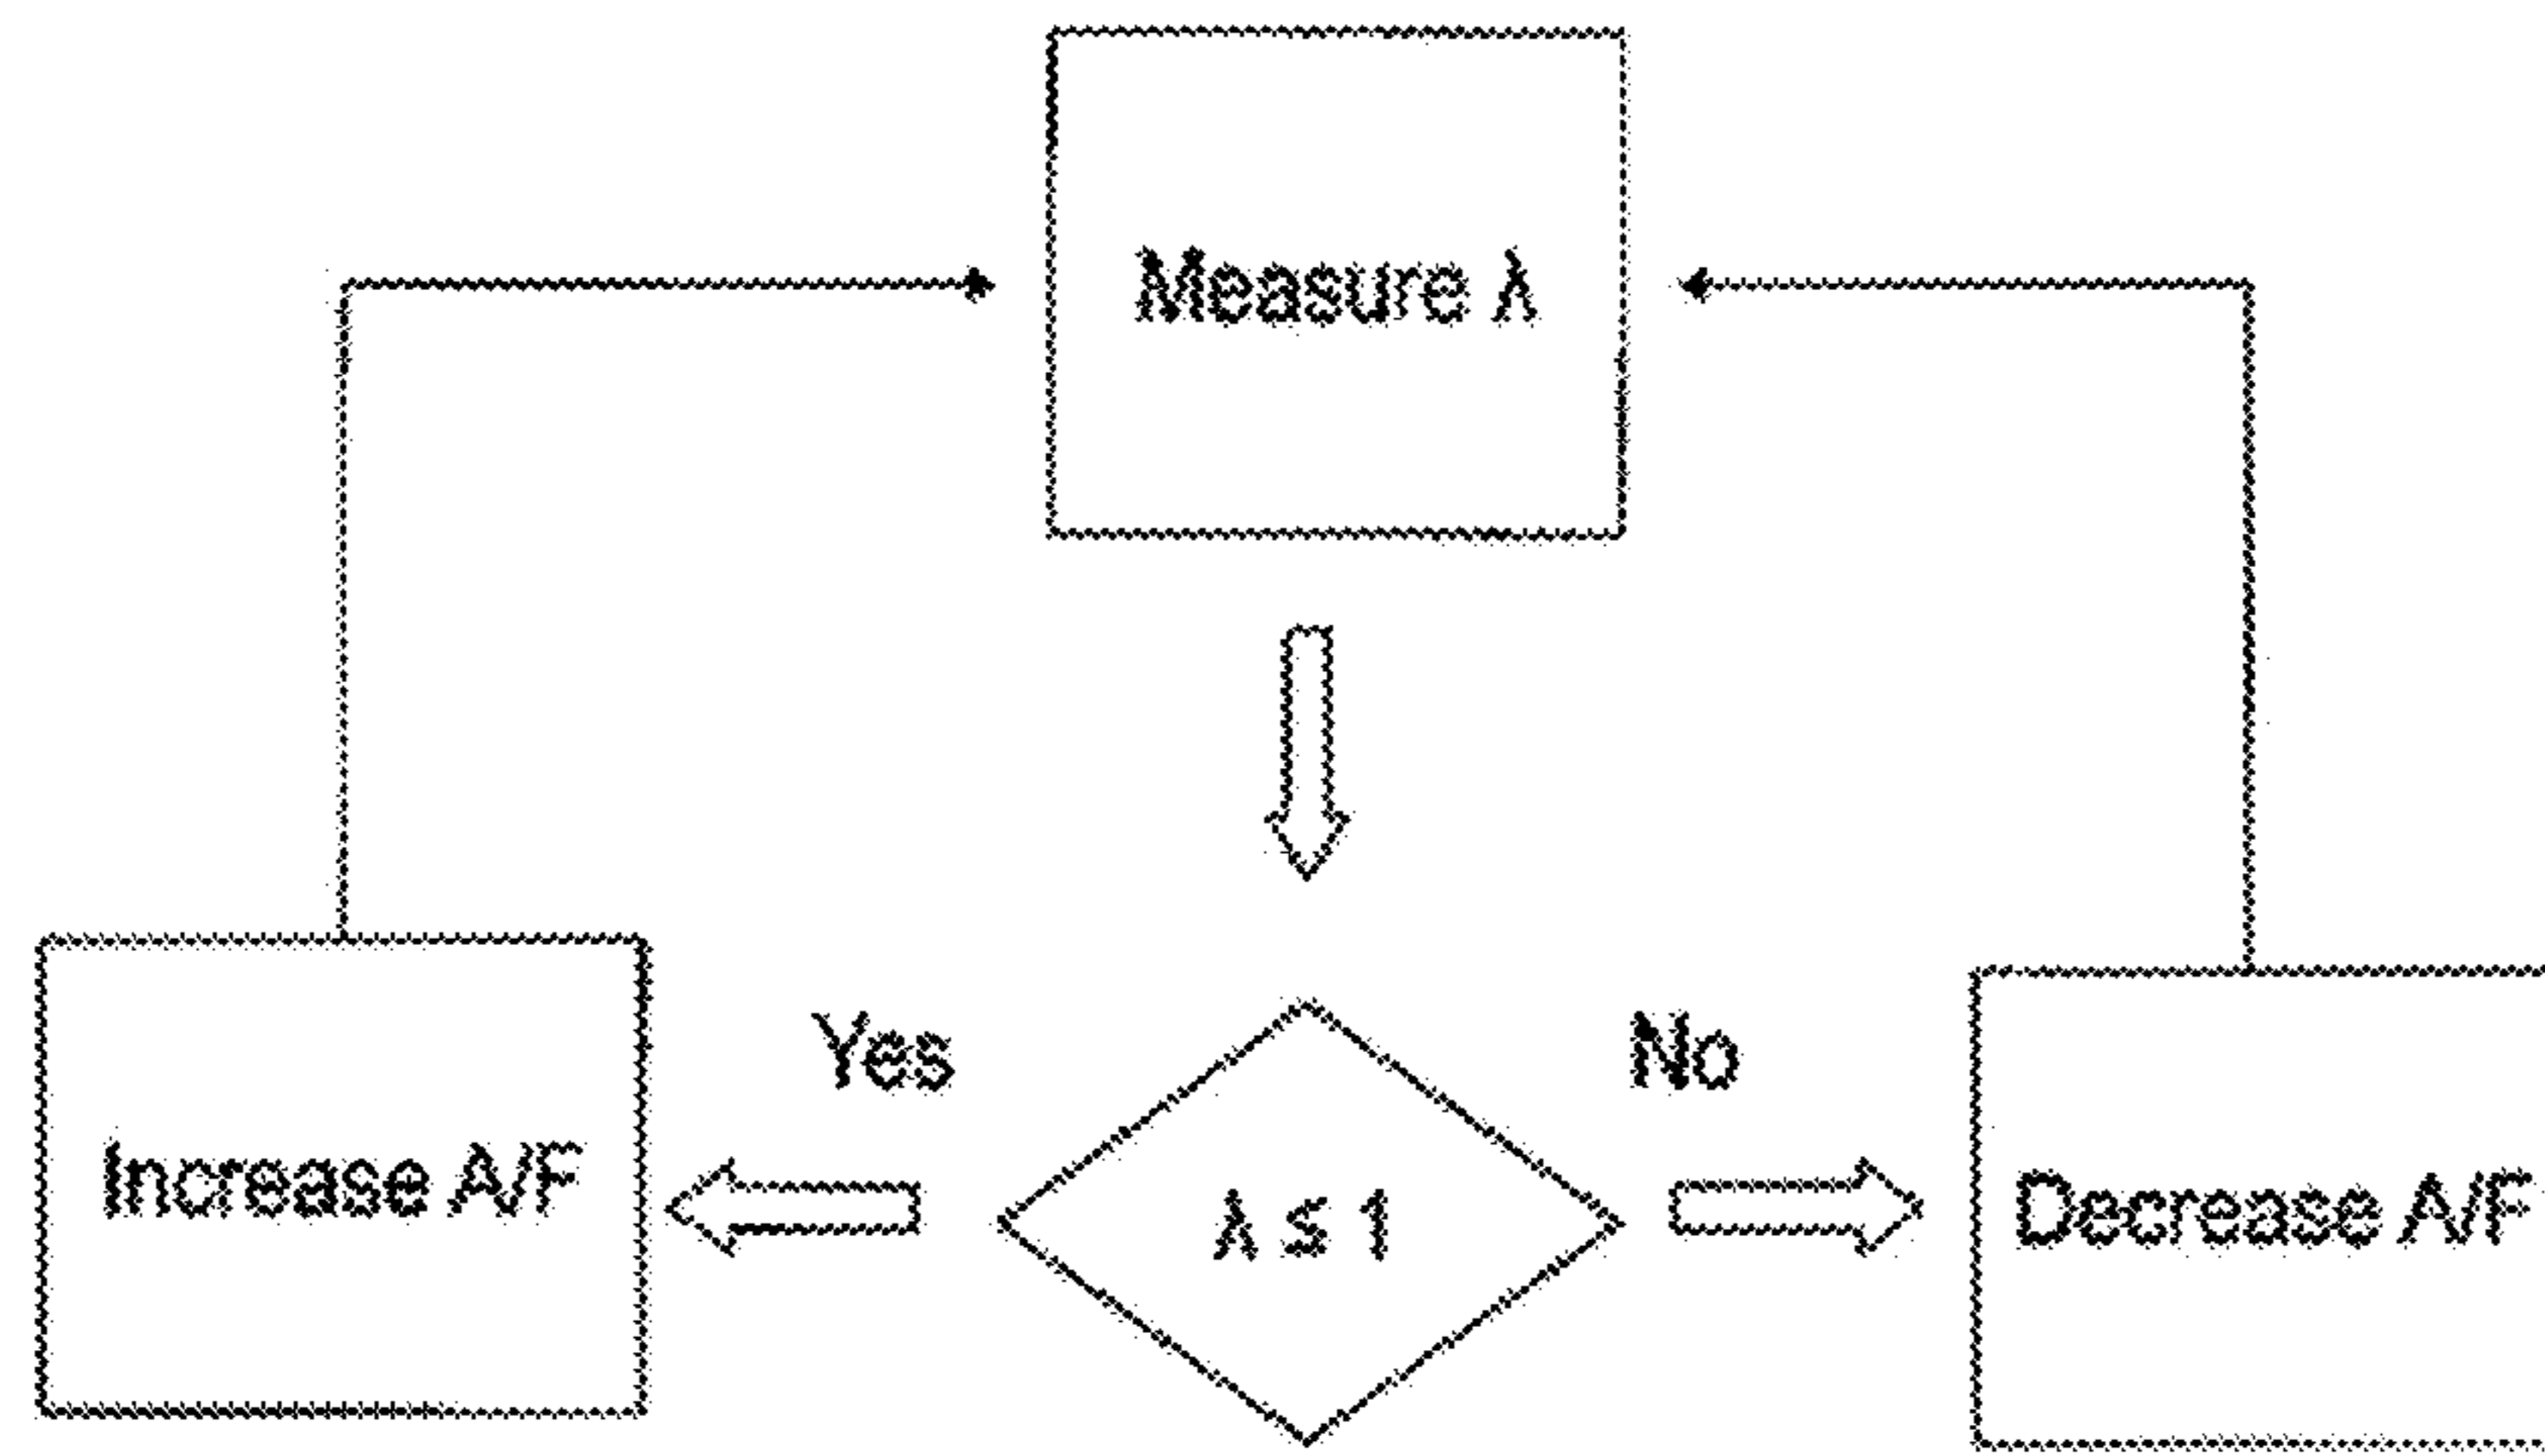 Measure λ
Yes
No
Increase A/F
λ ≤ 1
Decrease A/F